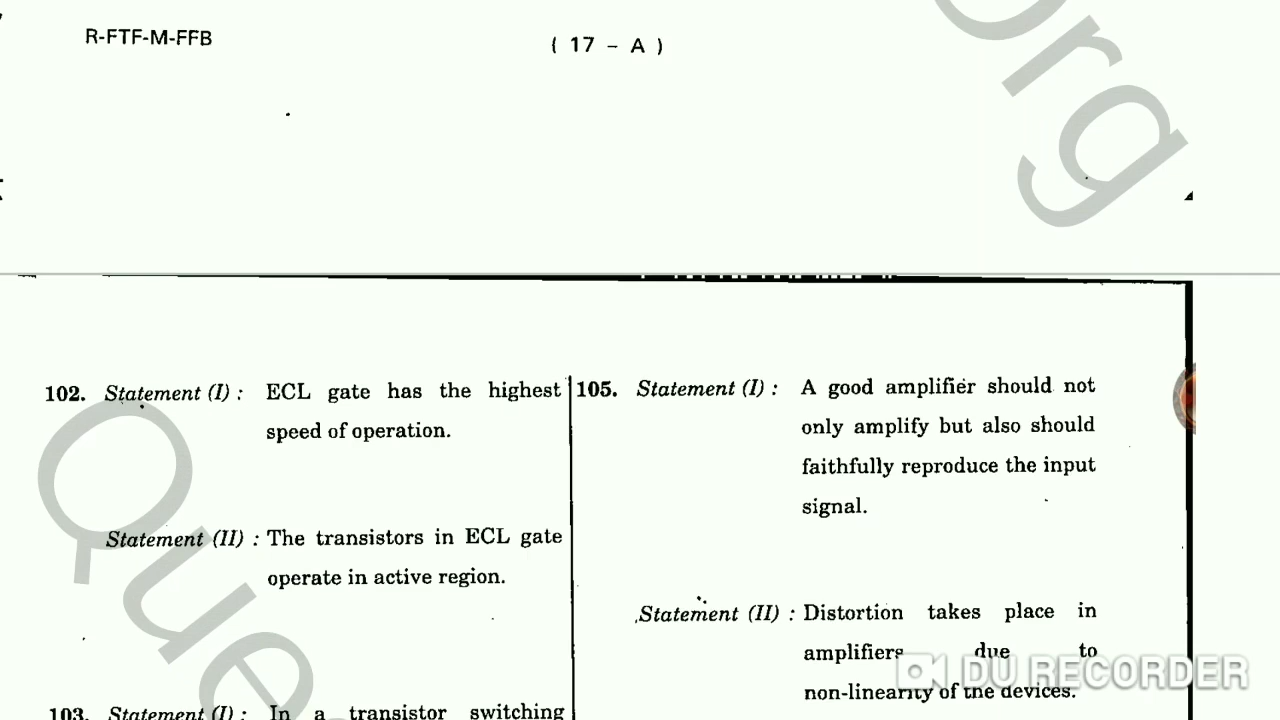 R-FTF-M-FFB
( 17 – A )
org
102. Statement (I) : ECL gate has the highest
speed of operation.
Statement (II) : The transistors in ECL gate
operate in active region.
103. Statement (I) : In a transistor switching
105. Statement (I) : A good amplifier should not
only amplify but also should
faithfully reproduce the input
signal.
Statement (II) : Distortion takes place in
amplifiers due to
non-linearity of the devices.
Que
DU RECORDER